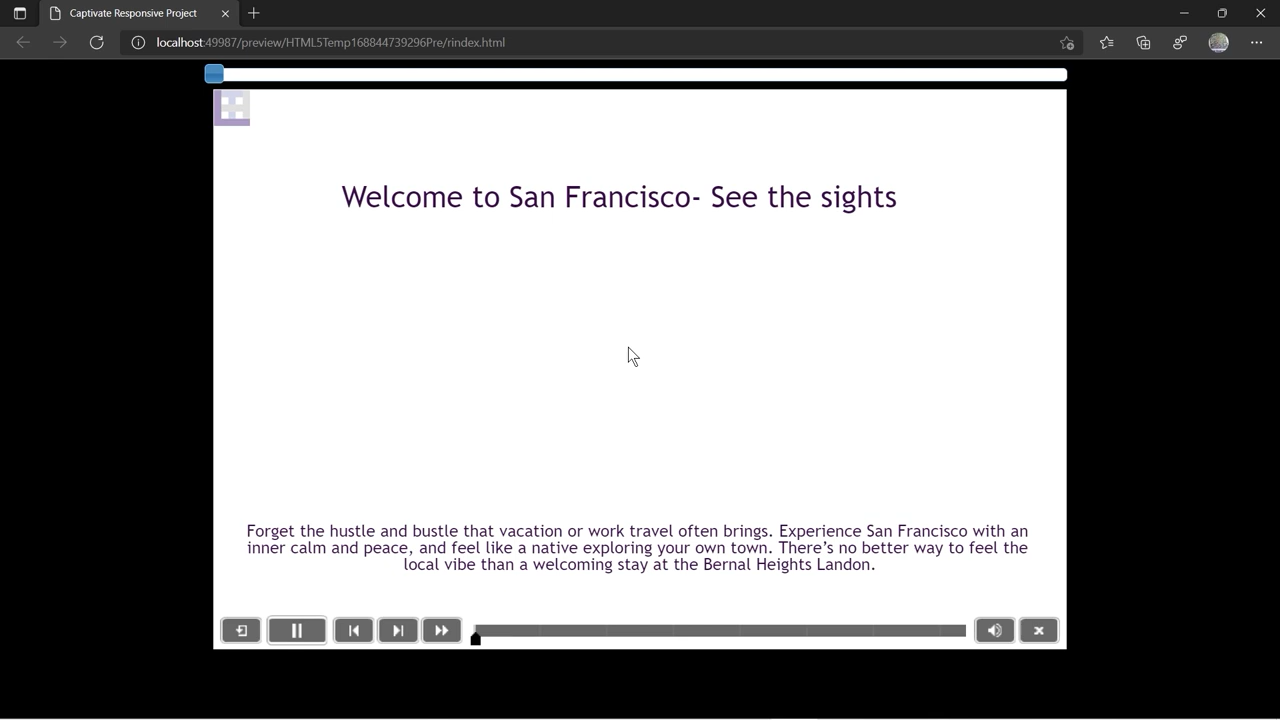 Captivate Responsive Project
localhost:49987/preview/HTML5Temp168844739296Pre/rindex.html
Welcome to San Francisco- See the sights
Forget the hustle and bustle that vacation or work travel often brings. Experience San Francisco with an
inner calm and peace, and feel like a native exploring your own town. There’s no better way to feel the
local vibe than a welcoming stay at the Bernal Heights Landon.